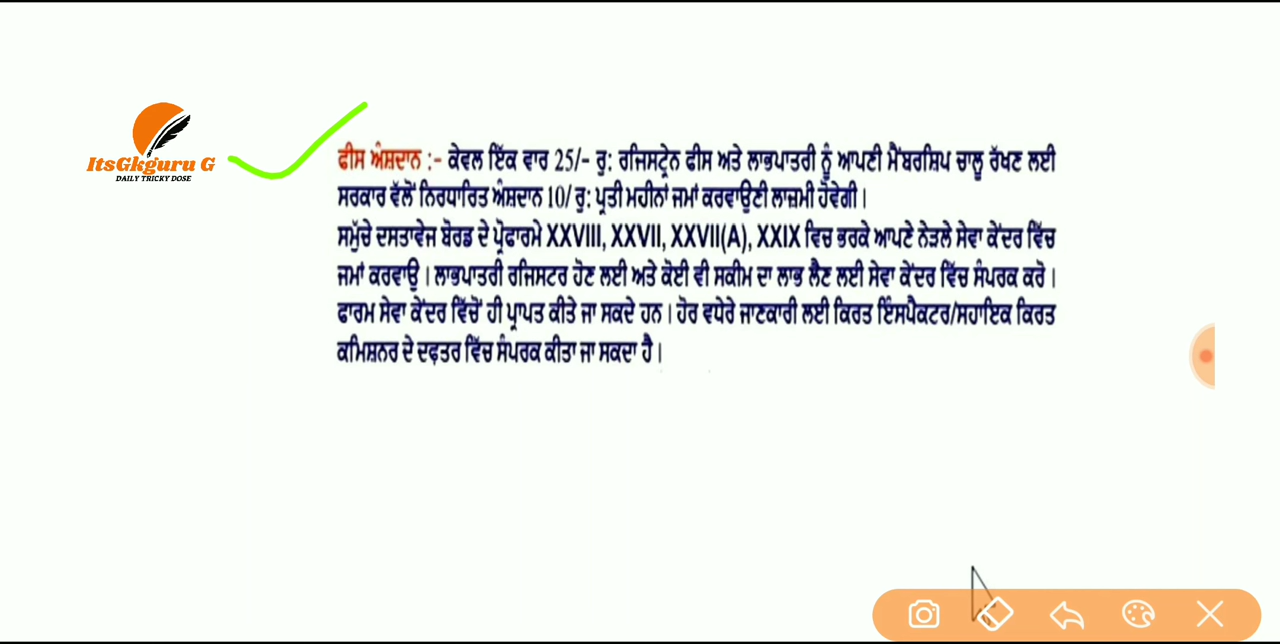 ItsGkguru G
DAILY TRICKY DOSE
ਫੀਸ ਅੰਸ਼ਦਾਨ :- ਕੇਵਲ ਇੱਕ ਵਾਰ 25/- ਰੁ: ਰਜਿਸਟ੍ਰੇਨ ਫੀਸ ਅਤੇ ਲਾਭਪਾਤਰੀ ਨੂੰ ਆਪਣੀ ਮੈਂਬਰਸ਼ਿਪ ਚਾਲੂ ਰੱਖਣ ਲਈ
ਸਰਕਾਰ ਵੱਲੋਂ ਨਿਰਧਾਰਿਤ ਅੰਸ਼ਦਾਨ 10/ ਰੁ: ਪ੍ਰਤੀ ਮਹੀਨਾਂ ਜਮਾਂ ਕਰਵਾਉਣੀ ਲਾਜ਼ਮੀ ਹੋਵੇਗੀ।
ਸਮੁੱਚੇ ਦਸਤਾਵੇਜ ਬੋਰਡ ਦੇ ਪ੍ਰੋਫਾਰਮੇ XXVIII, XXVII, XXVII(A), XXIX ਵਿਚ ਭਰਕੇ ਆਪਣੇ ਨੇੜਲੇ ਸੇਵਾ ਕੇਂਦਰ ਵਿੱਚ
ਜਮਾਂ ਕਰਵਾਉ। ਲਾਭਪਾਤਰੀ ਰਜਿਸਟਰ ਹੋਣ ਲਈ ਅਤੇ ਕੋਈ ਵੀ ਸਕੀਮ ਦਾ ਲਾਭ ਲੈਣ ਲਈ ਸੇਵਾ ਕੇਂਦਰ ਵਿੱਚ ਸੰਪਰਕ ਕਰੋ।
ਫਾਰਮ ਸੇਵਾ ਕੇਂਦਰ ਵਿੱਚੋਂ ਹੀ ਪ੍ਰਾਪਤ ਕੀਤੇ ਜਾ ਸਕਦੇ ਹਨ। ਹੋਰ ਵਧੇਰੇ ਜਾਣਕਾਰੀ ਲਈ ਕਿਰਤ ਇੰਸਪੈਕਟਰ/ਸਹਾਇਕ ਕਿਰਤ
ਕਮਿਸ਼ਨਰ ਦੇ ਦਫ਼ਤਰ ਵਿੱਚ ਸੰਪਰਕ ਕੀਤਾ ਜਾ ਸਕਦਾ ਹੈ।